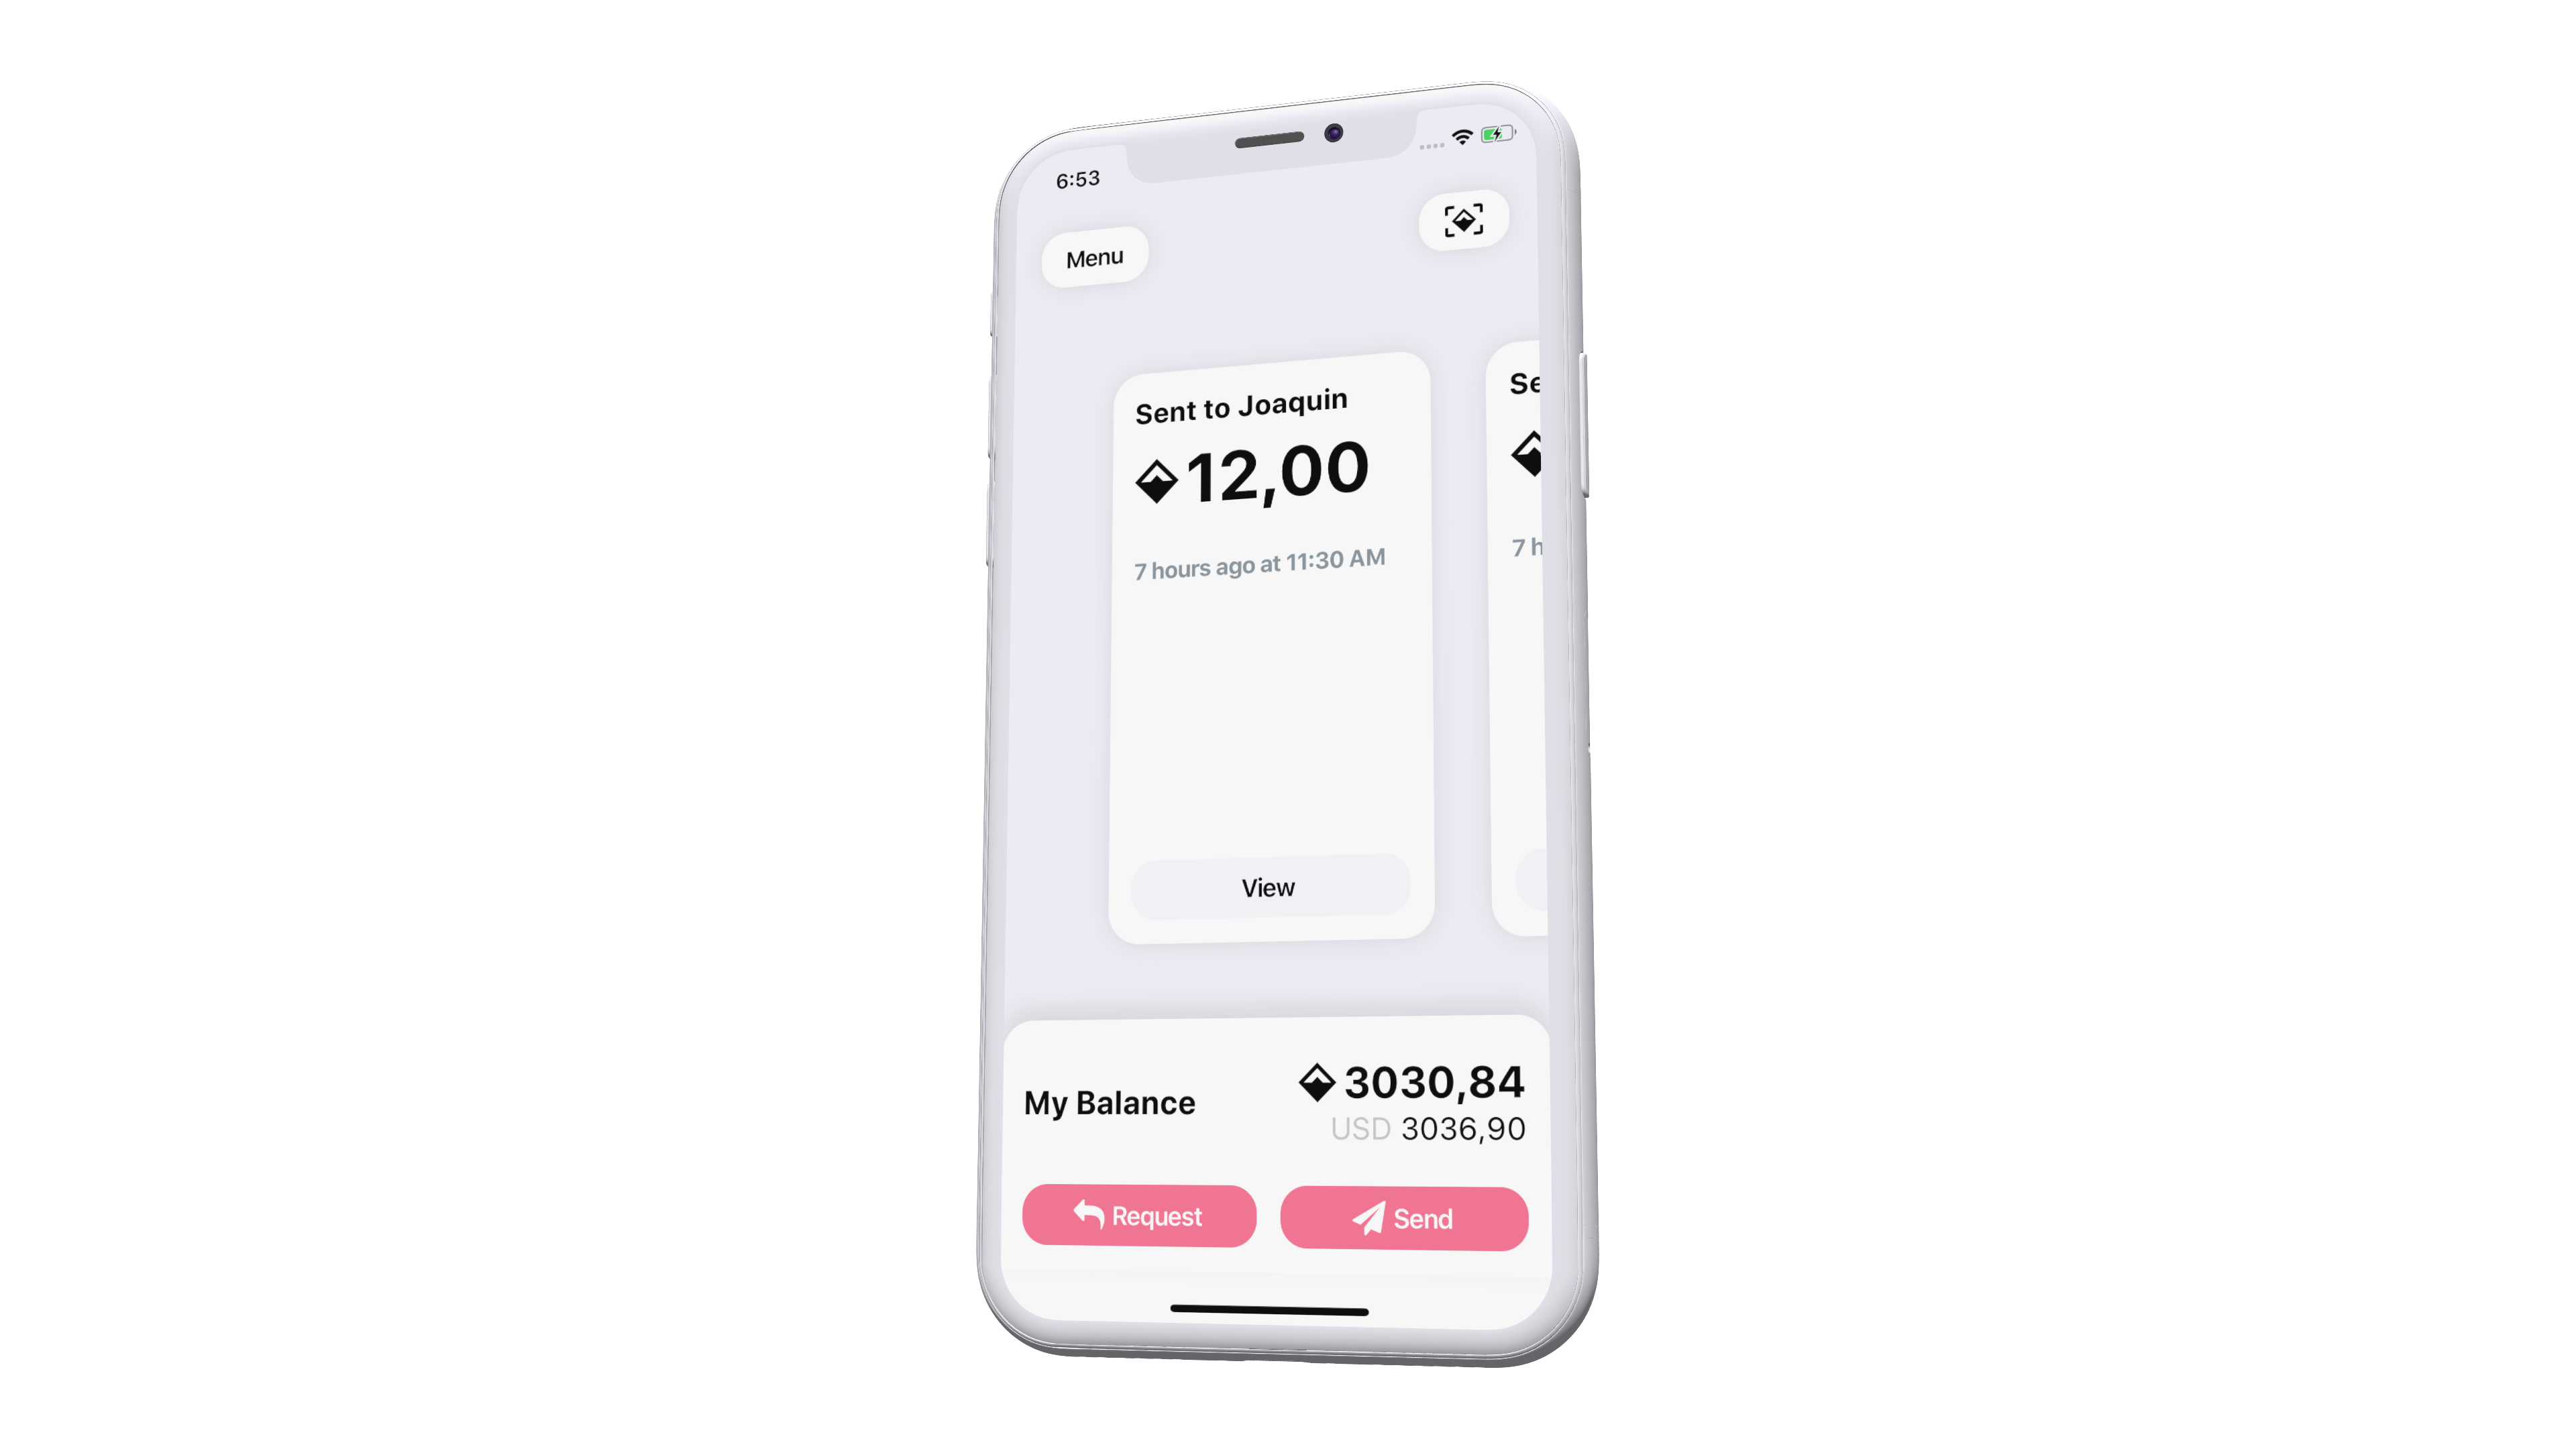 6:53
Menu
Sent to Joaquin
12,00
7 hours ago at 11:30 AM
View
Se
7 h
My Balance
3030,84
USD 3036,90
Request
Send